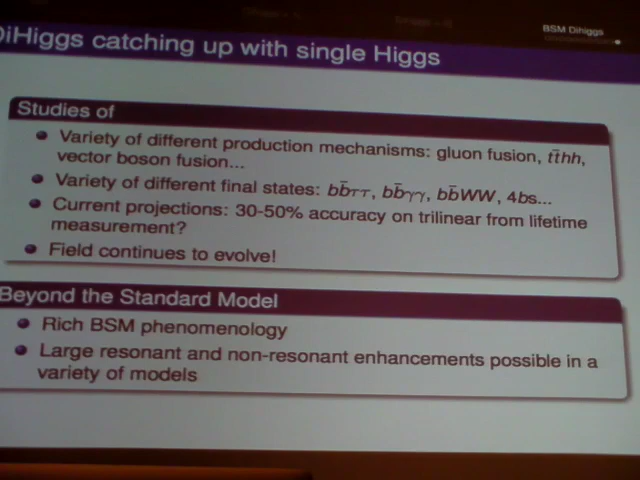 BSM Dihiggs
DiHiggs catching up with single Higgs
Studies of
Variety of different production mechanisms: gluon fusion, tt̄hh,
vector boson fusion...
Variety of different final states: bb̄ττ, bb̄γγ, bb̄WW, 4bs...
Current projections: 30-50% accuracy on trilinear from lifetime
measurement?
Field continues to evolve!
Beyond the Standard Model
Rich BSM phenomenology
Large resonant and non-resonant enhancements possible in a
variety of models